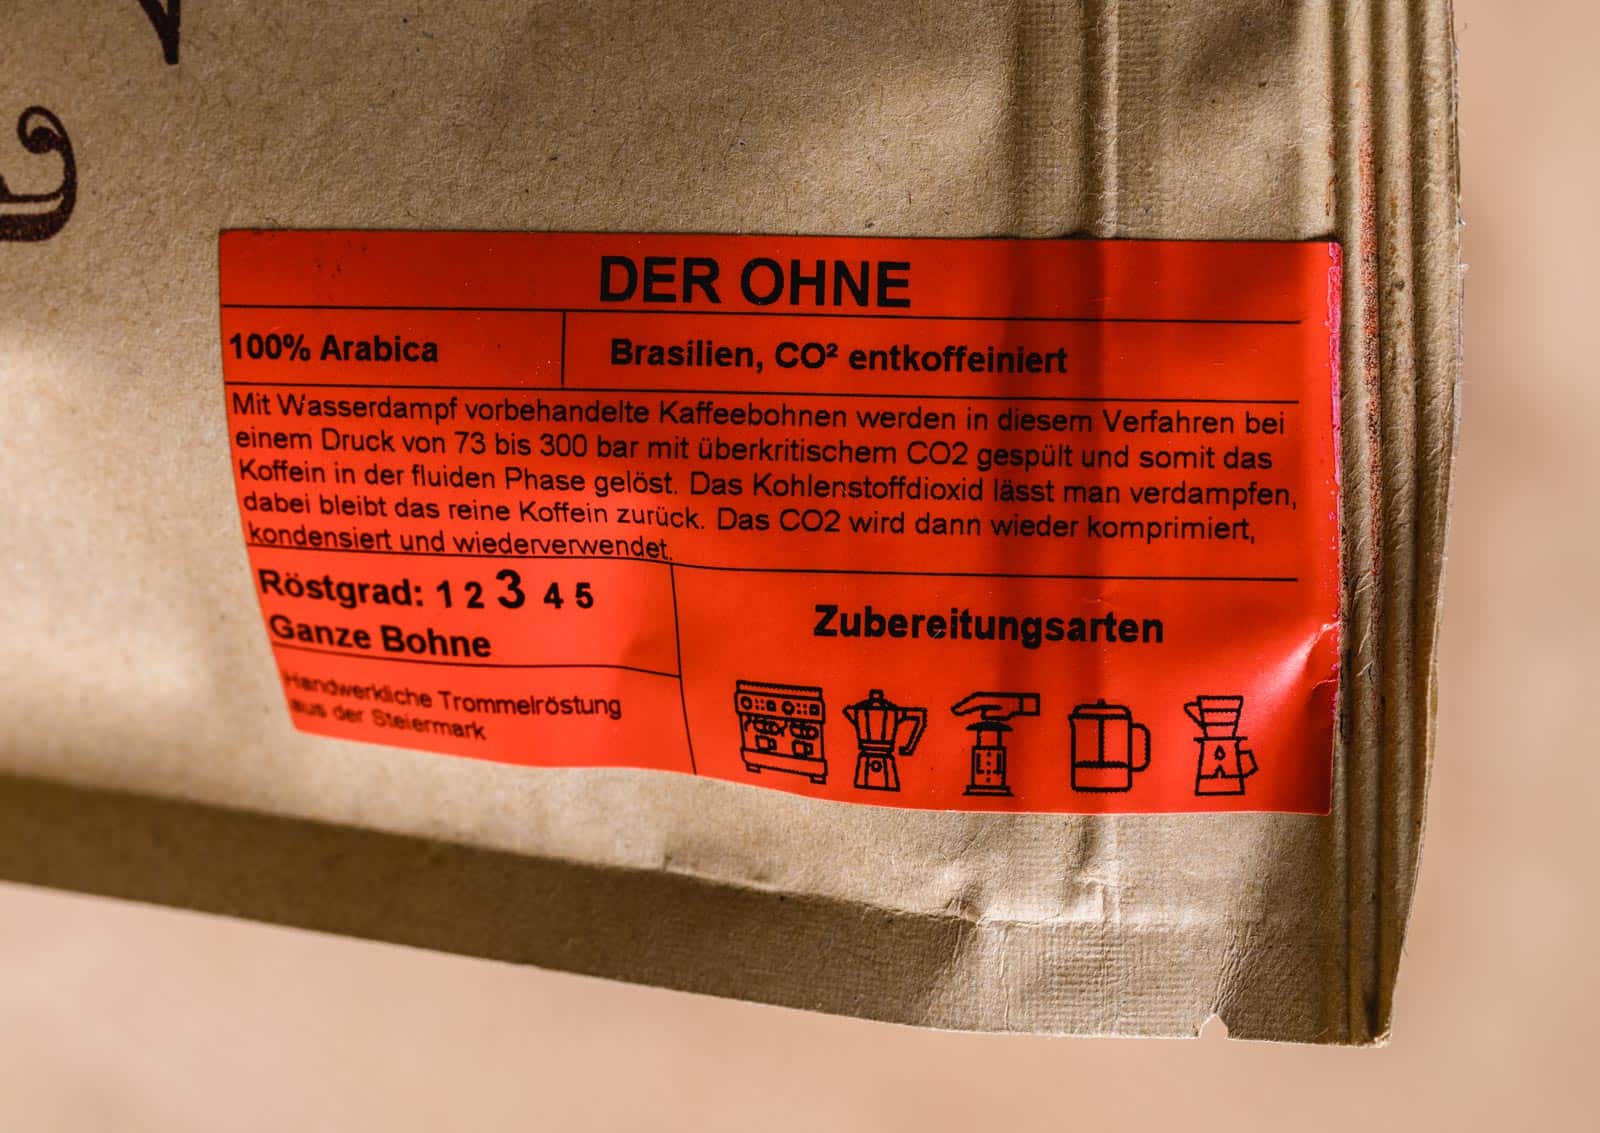 DER OHNE
100% Arabica
Brasilien, CO² entkoffeiniert
Mit Wasserdampf vorbehandelte Kaffeebohnen werden in diesem Verfahren bei
einem Druck von 73 bis 300 bar mit überkritischem CO2 gespült und somit das
Koffein in der fluiden Phase gelöst. Das Kohlenstoffdioxid lässt man verdampfen,
dabei bleibt das reine Koffein zurück. Das CO2 wird dann wieder komprimiert,
kondensiert und wiederverwendet.
Röstgrad: 1 2 3 4 5
Ganze Bohne
Handwerkliche Trommelröstung
aus der Steiermark
Zubereitungsarten